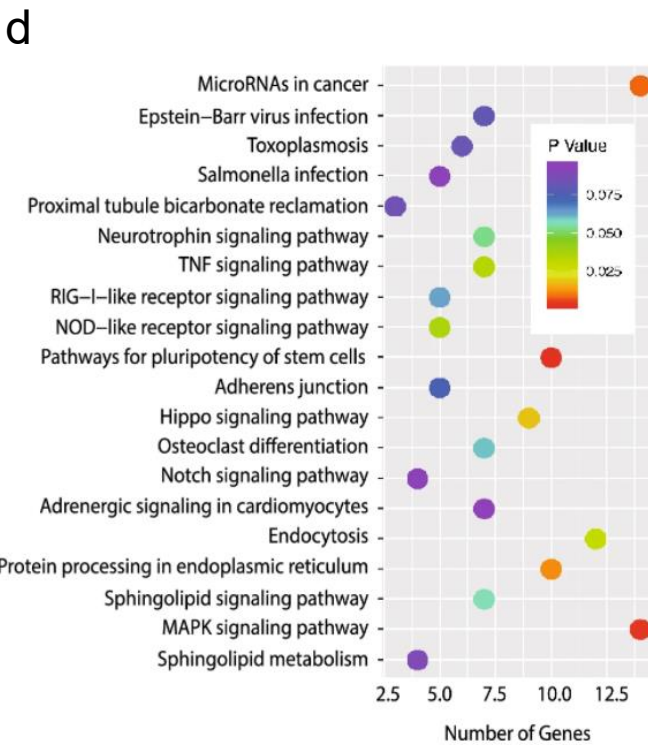 d
MicroRNAs in cancer
Epstein–Barr virus infection
Toxoplasmosis
Salmonella infection
Proximal tubule bicarbonate reclamation
Neurotrophin signaling pathway
TNF signaling pathway
RIG–I–like receptor signaling pathway
NOD–like receptor signaling pathway
Pathways for pluripotency of stem cells
Adherens junction
Hippo signaling pathway
Osteoclast differentiation
Notch signaling pathway
Adrenergic signaling in cardiomyocytes
Endocytosis
Protein processing in endoplasmic reticulum
Sphingolipid signaling pathway
MAPK signaling pathway
Sphingolipid metabolism
P Value
0.075
0.050
0.025
2.5 5.0 7.5 10.0 12.5
Number of Genes